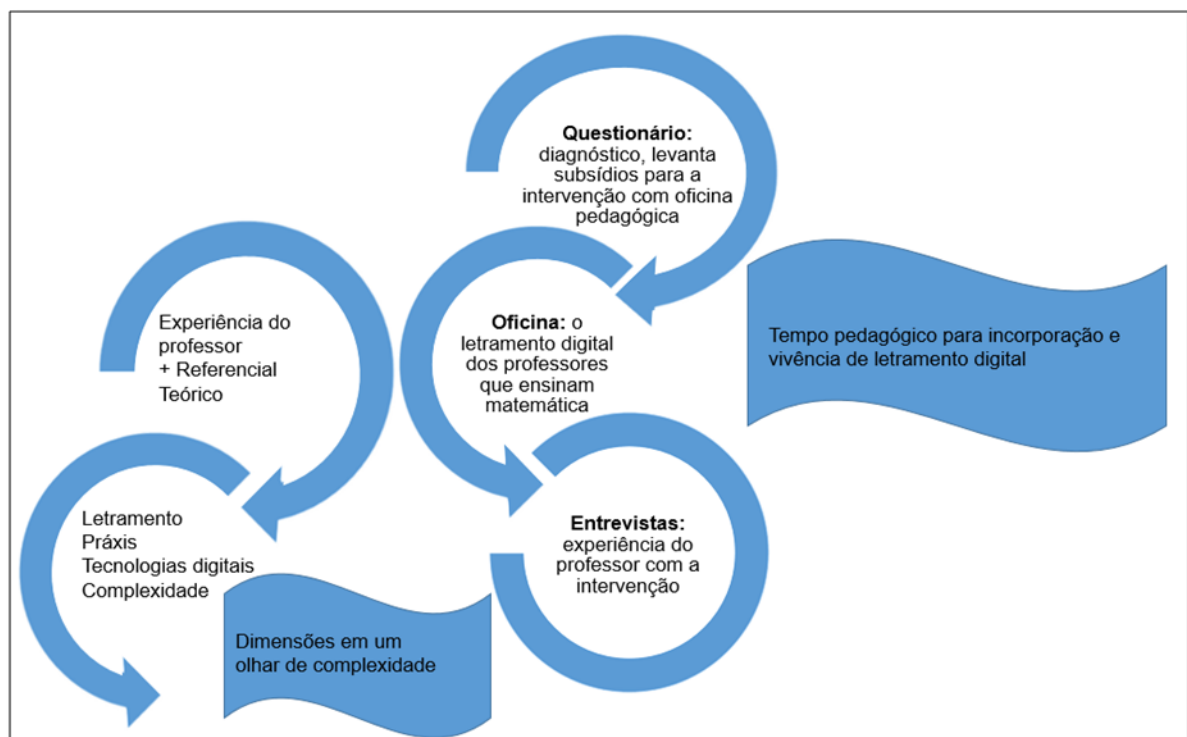 Questionário:
diagnóstico, levanta
subsídios para a
intervenção com oficina
pedagógica
Experiência do
professor
+ Referencial
Teórico
Oficina: o
letramento digital
dos professores
que ensinam
matemática
Tempo pedagógico para incorporação e
vivência de letramento digital
Letramento
Práxis
Tecnologias digitais
Complexidade
Entrevistas:
experiência do
professor com a
intervenção
Dimensões em um
olhar de complexidade